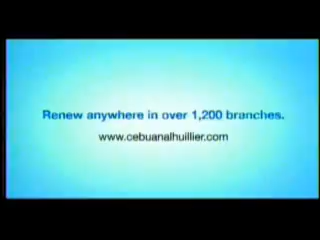 Renew anywhere in over 1,200 branches.
www.cebuanalhuillier.com